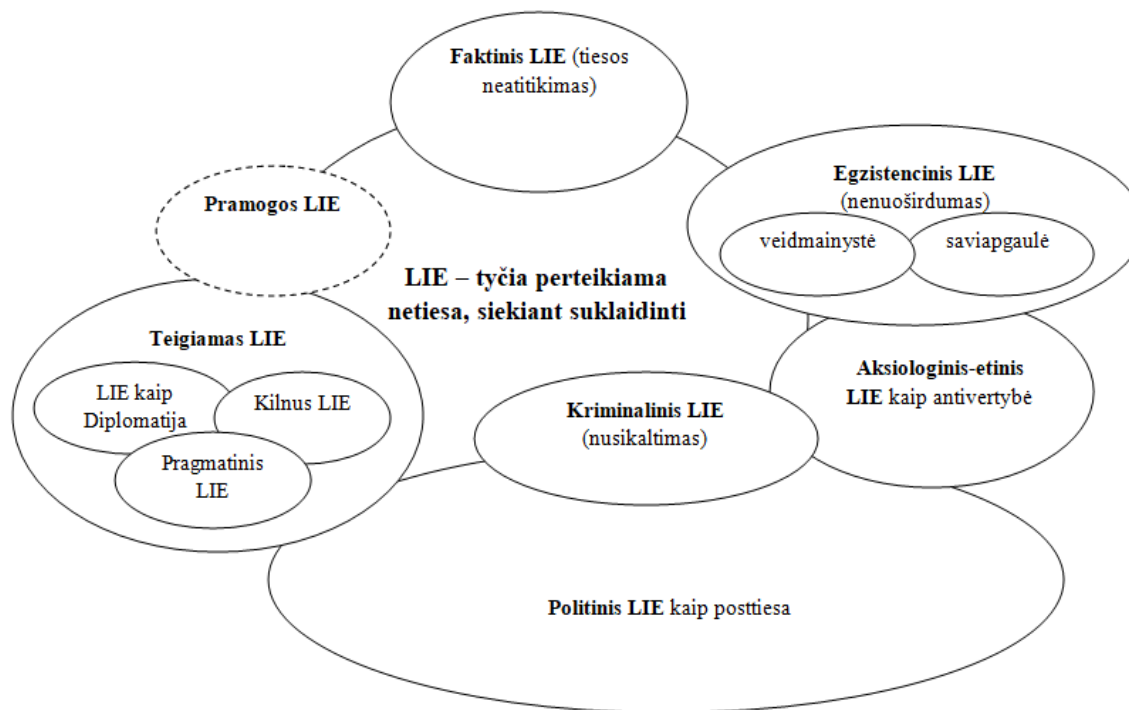 Faktinis LIE (tiesos
neatitikimas)
Egzistencinis LIE
(nenuoširdumas)
veidmainystė
saviapgaulė
Pramogos LIE
LIE – tyčia perteikiama
netiesa, siekiant suklaidinti
Teigiamas LIE
LIE kaip
Diplomatija
Kilnus LIE
Pragmatinis
LIE
Aksiologinis-etinis
LIE kaip antivertybė
Kriminalinis LIE
(nusikaltimas)
Politinis LIE kaip posttiesa